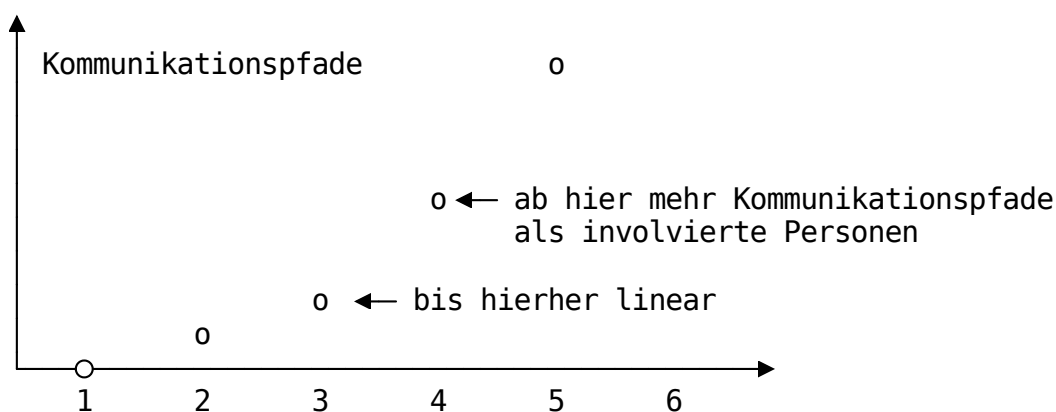 Kommunikationspfade
ab hier mehr Kommunikationspfade
als involvierte Personen
bis hierher linear
1 2 3 4 5 6